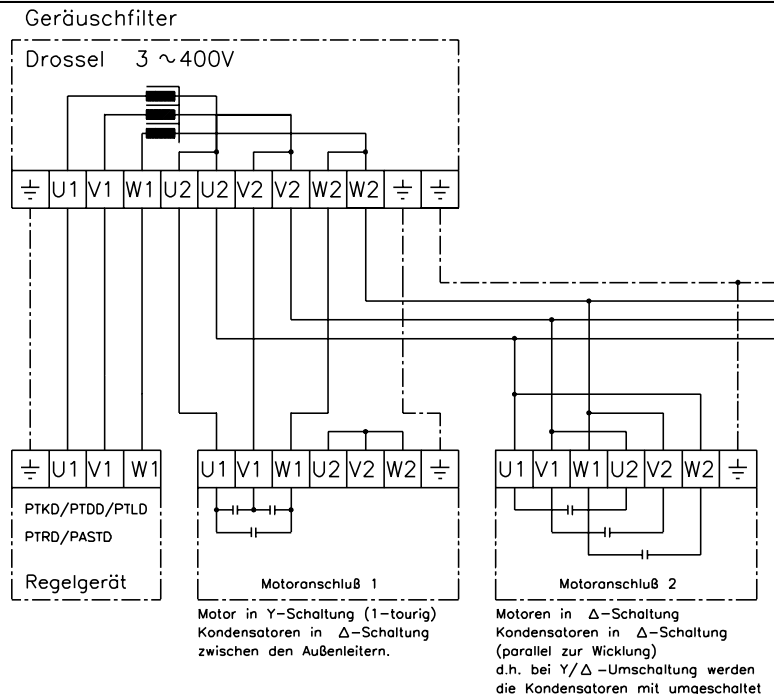 Geräuschfilter
Drossel 3 ~ 400V
U1 V1 W1 U2 U2 V2 V2 W2 W2
U1 V1 W1
U1 V1 W1 U2 V2 W2
U1 V1 W1 U2 V2 W2
PTKD/PTDD/PTLD
PTRD/PASTD
Regelgerät
Motoranschluß 1
Motoranschluß 2
Motor in Y-Schaltung (1-tourig)
Kondensatoren in Δ-Schaltung
zwischen den Außenleitern.
Motoren in Δ-Schaltung
Kondensatoren in Δ-Schaltung
(parallel zur Wicklung)
d.h. bei Y/Δ-Umschaltung werden
die Kondensatoren mit umgeschaltet